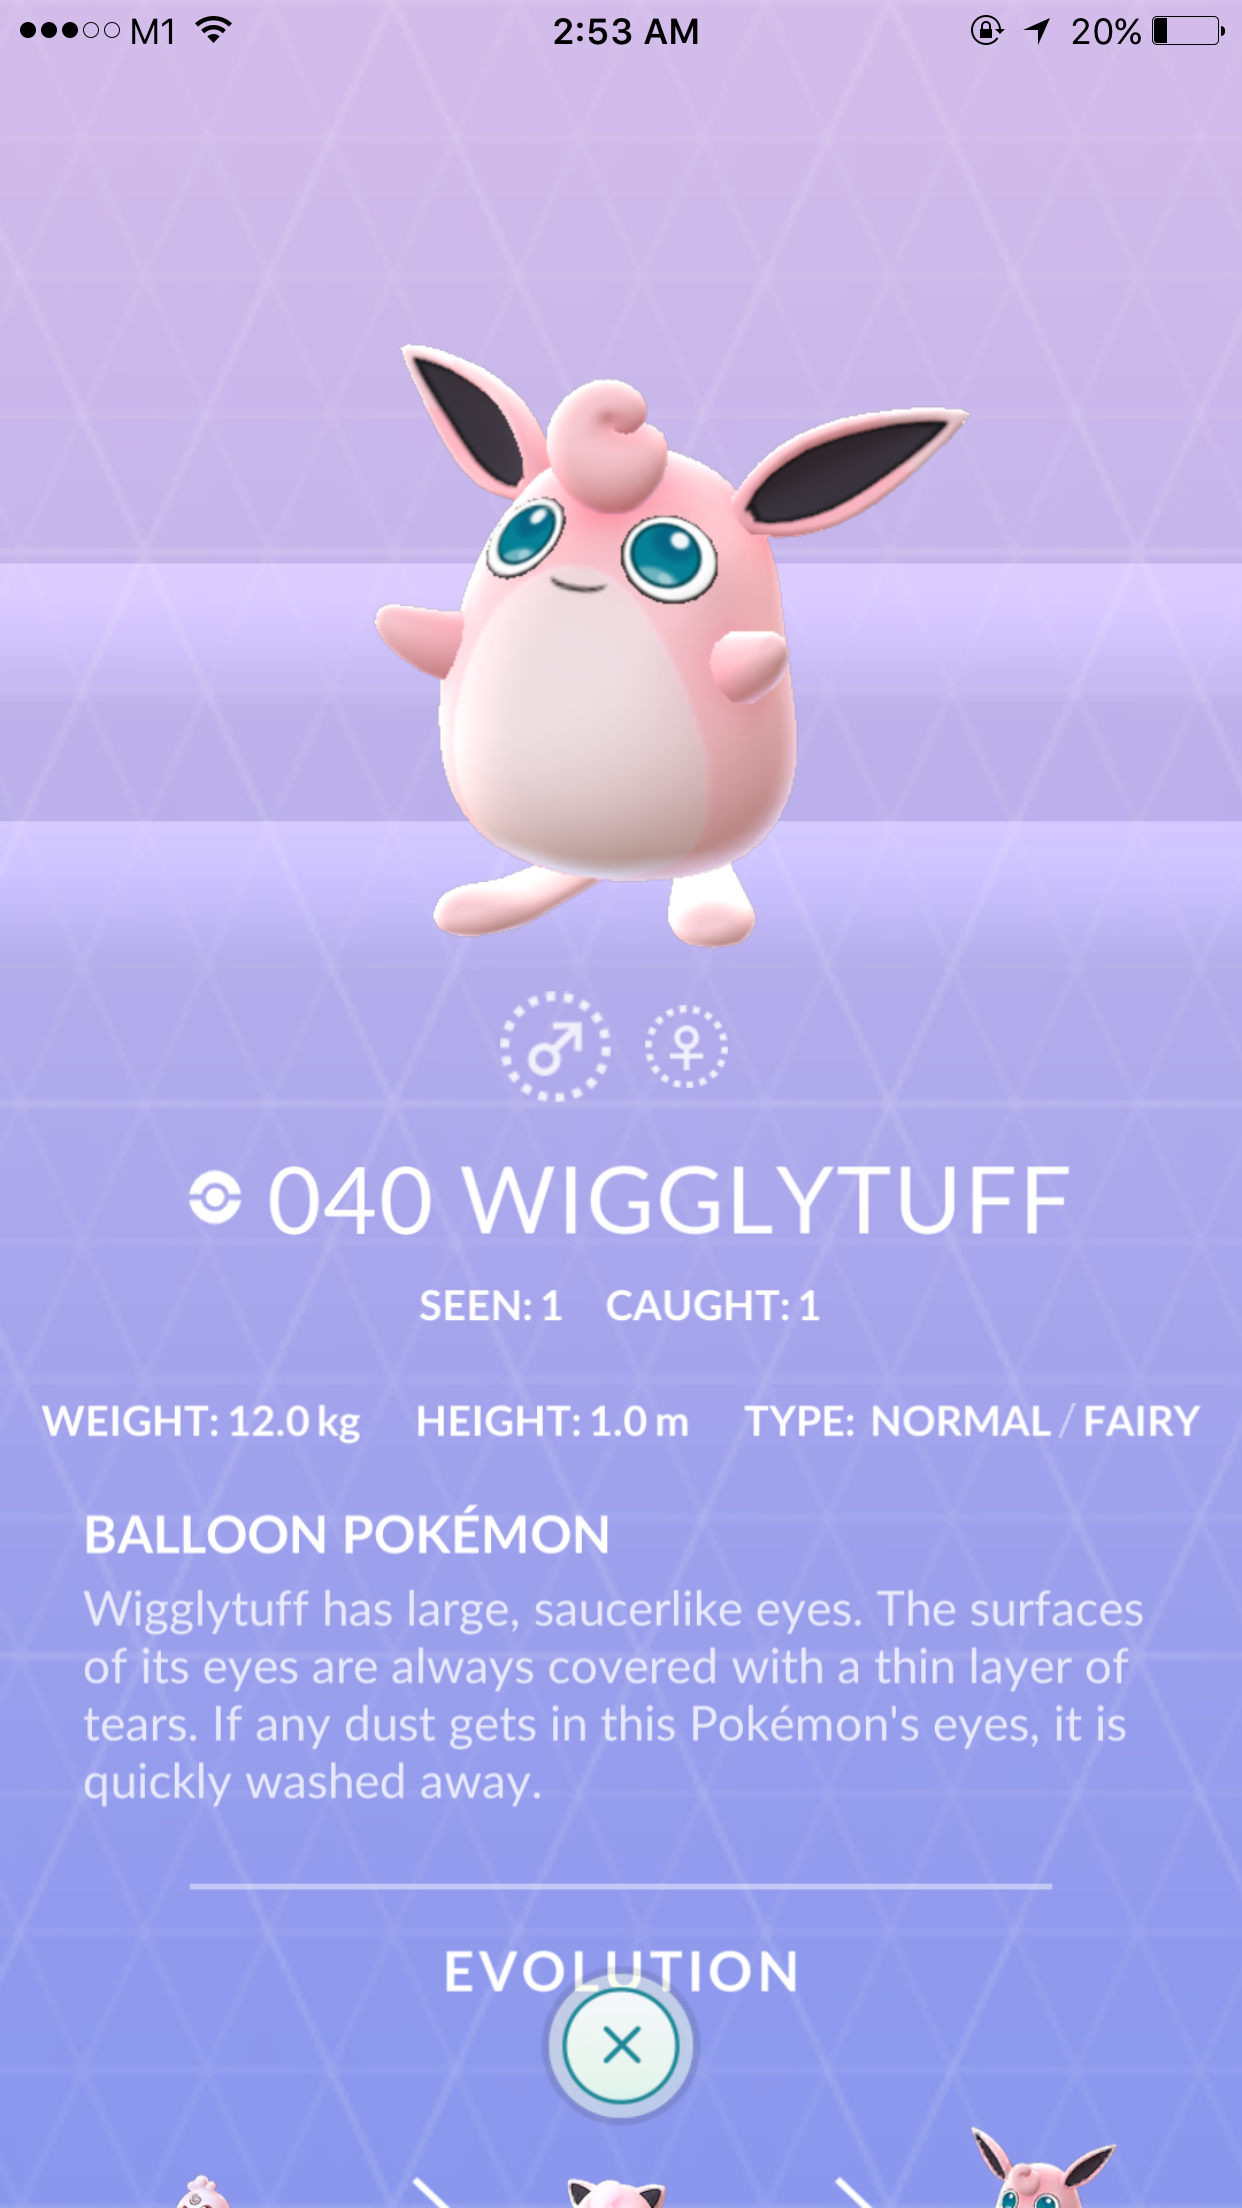 M1 2:53 AM 20%
040 WIGGLYTUFF
SEEN: 1 CAUGHT: 1
WEIGHT: 12.0 kg HEIGHT: 1.0 m TYPE: NORMAL / FAIRY
BALLOON POKÉMON
Wigglytuff has large, saucerlike eyes. The surfaces
of its eyes are always covered with a thin layer of
tears. If any dust gets in this Pokémon's eyes, it is
quickly washed away.
EVOLUTION